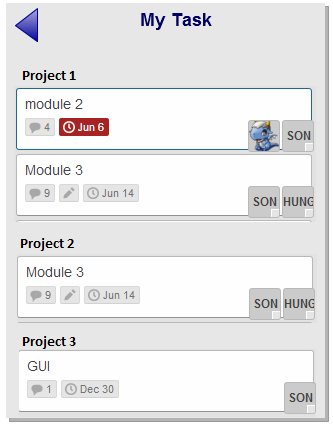 My Task
Project 1
module 2
4 Jun 6
SON
Module 3
9 Jun 14
SON HUNG
Project 2
Module 3
9 Jun 14
SON HUNG
Project 3
GUI
1 Dec 30
SON